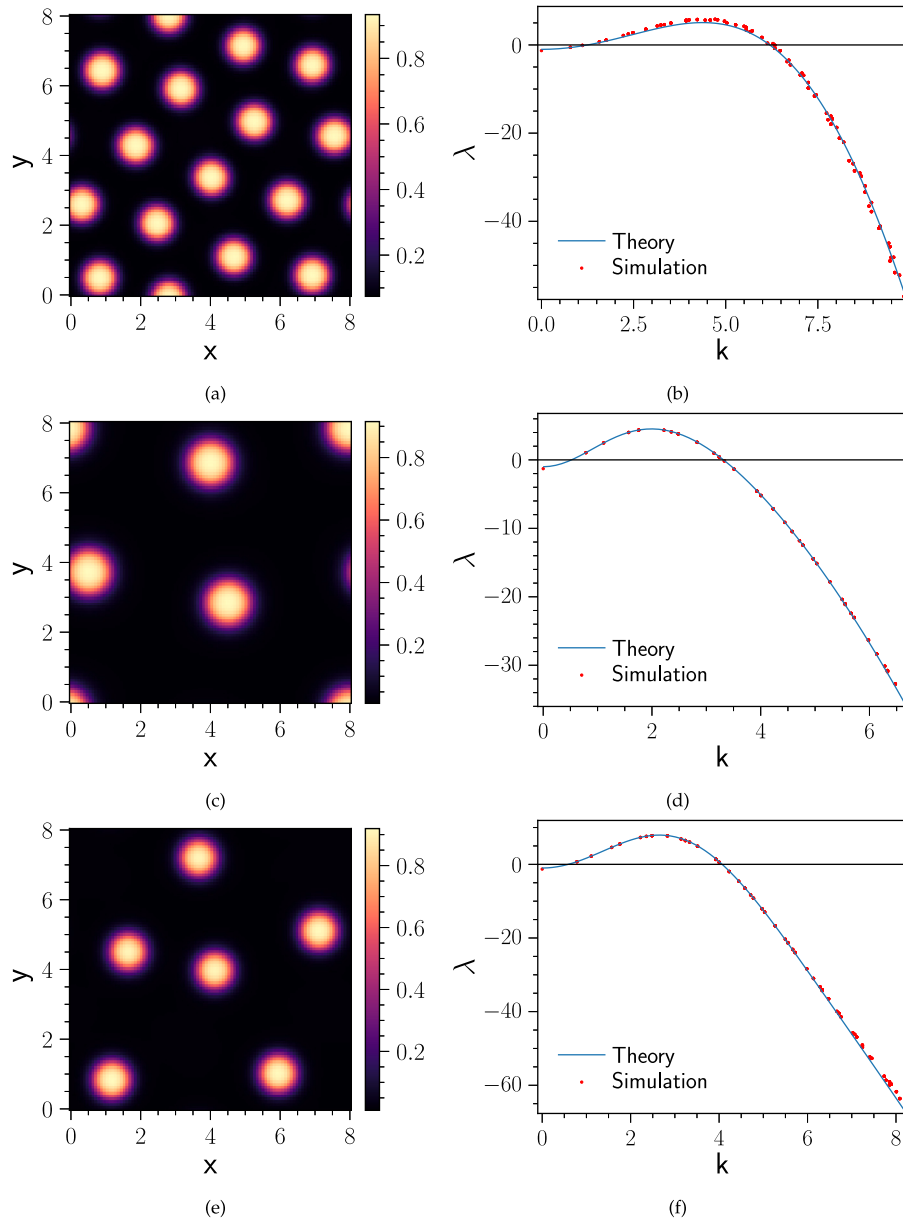 8
6
4
2
0
y
0 2 4 6 8
x
0.8
0.6
0.4
0.2
(a)
0
−20
−40
λ
Theory
Simulation
0.0 2.5 5.0 7.5
k
(b)
8
6
4
2
0
y
0 2 4 6 8
x
0.8
0.6
0.4
0.2
(c)
0
−10
−20
−30
λ
Theory
Simulation
0 2 4 6
k
(d)
8
6
4
2
0
y
0 2 4 6 8
x
0.8
0.6
0.4
0.2
(e)
0
−20
−40
−60
λ
Theory
Simulation
0 2 4 6 8
k
(f)